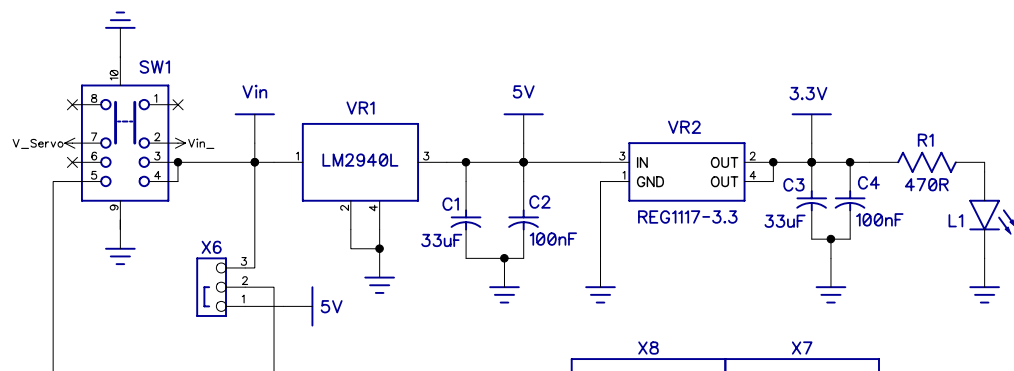 10
SW1
8
1
7
2
6
3
5
4
9
V_Servo
Vin_
Vin
VR1
1
LM2940L
3
2
4
5V
C1
33uF
C2
100nF
X6
3
2
1
5V
VR2
3
IN
OUT
2
1
GND
OUT
4
REG1117-3.3
3.3V
C3
33uF
C4
100nF
R1
470R
L1
X8
X7